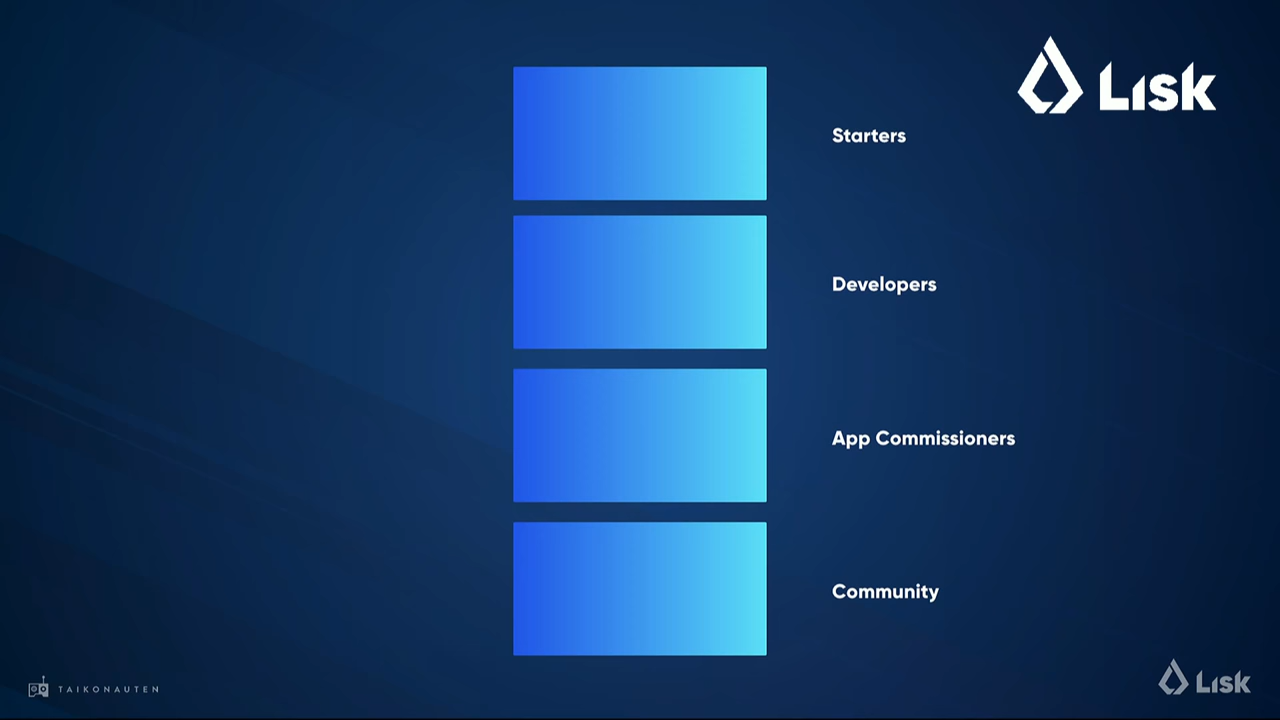 Lisk
Starters
Developers
App Commissioners
Community
TAIKONAUTEN
Lisk